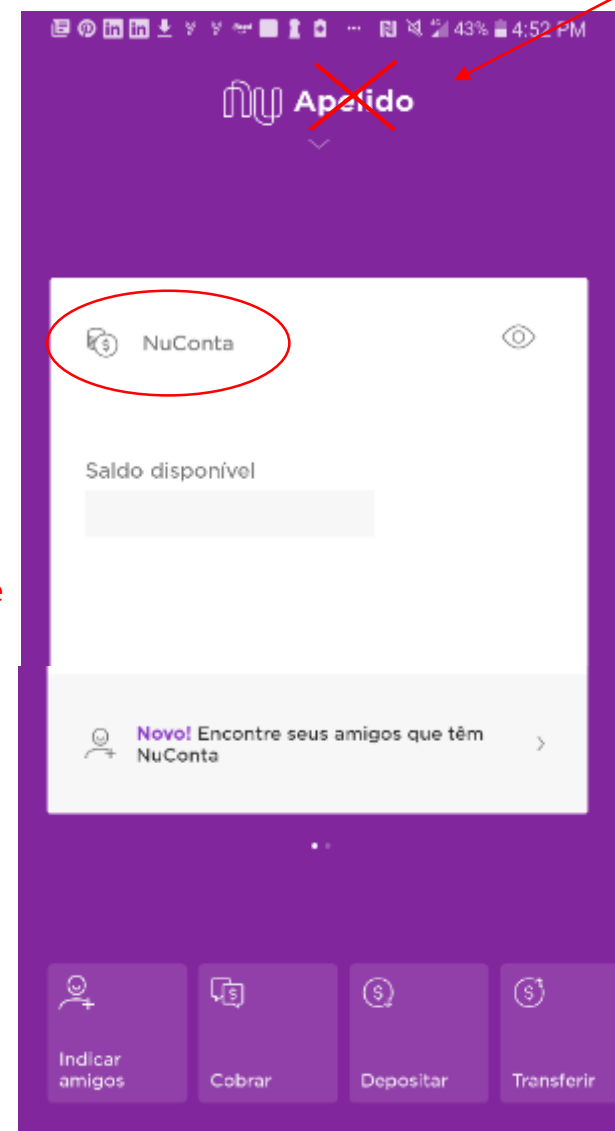 43% 4:52 PM
nu Apelido
NuConta
Saldo disponível
e
Novo! Encontre seus amigos que têm
NuConta
Indicar
amigos
Cobrar
Depositar
Transferir